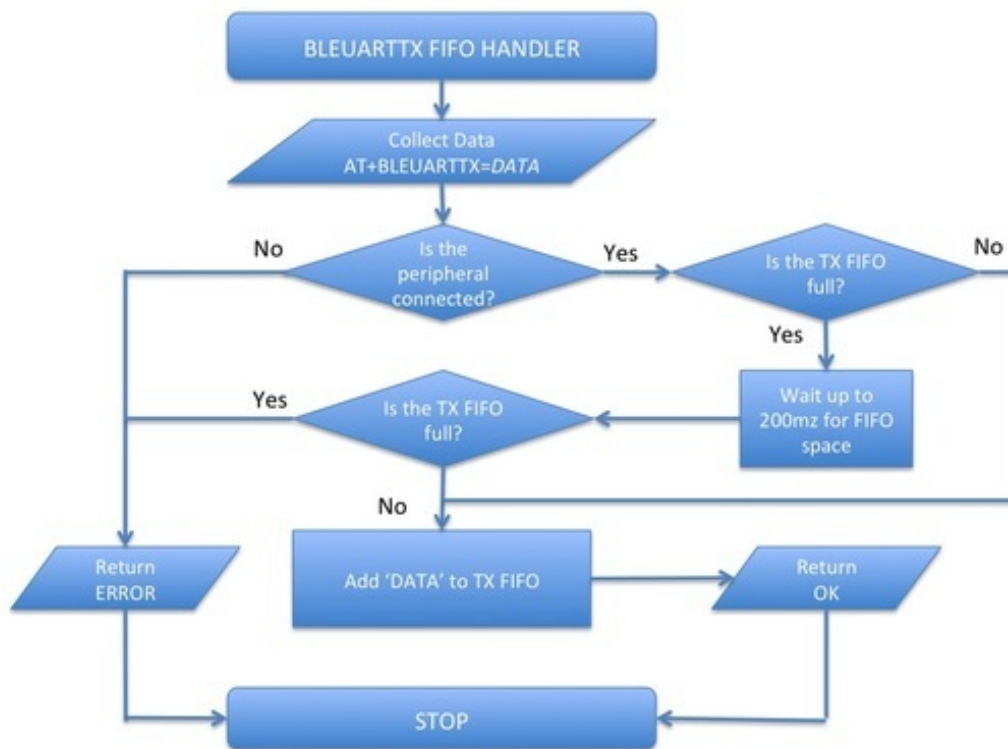 BLEUARTTX FIFO HANDLER
Collect Data
AT+BLEUARTTX=DATA
No
Is the
peripheral
connected?
Yes
Is the TX FIFO
full?
No
Yes
Wait up to
200mz for FIFO
space
Is the TX FIFO
full?
Yes
No
Return
ERROR
Add ‘DATA’ to TX FIFO
Return
OK
STOP